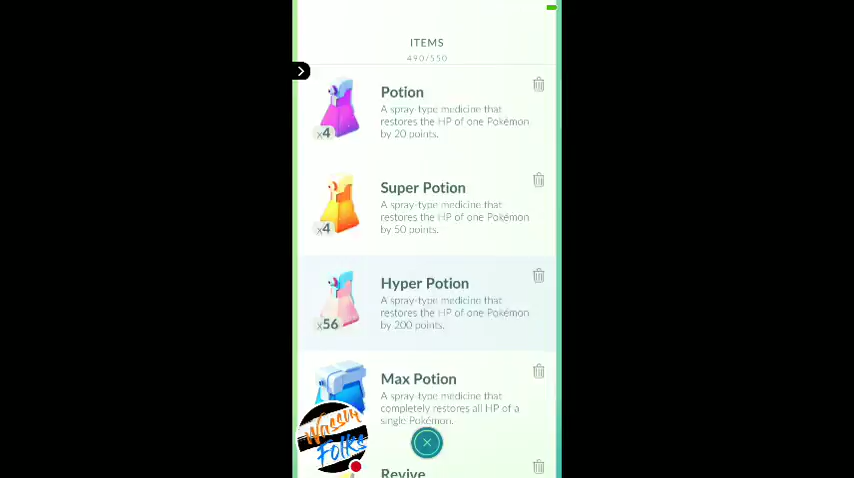 ITEMS
490/550
Potion
A spray-type medicine that
restores the HP of one Pokémon
by 20 points.
x4
Super Potion
A spray-type medicine that
restores the HP of one Pokémon
by 50 points.
x4
Hyper Potion
A spray-type medicine that
restores the HP of one Pokémon
by 200 points.
x56
Max Potion
A spray-type medicine that
completely restores all HP of a
single Pokémon.
Wassup
Folks
Revive